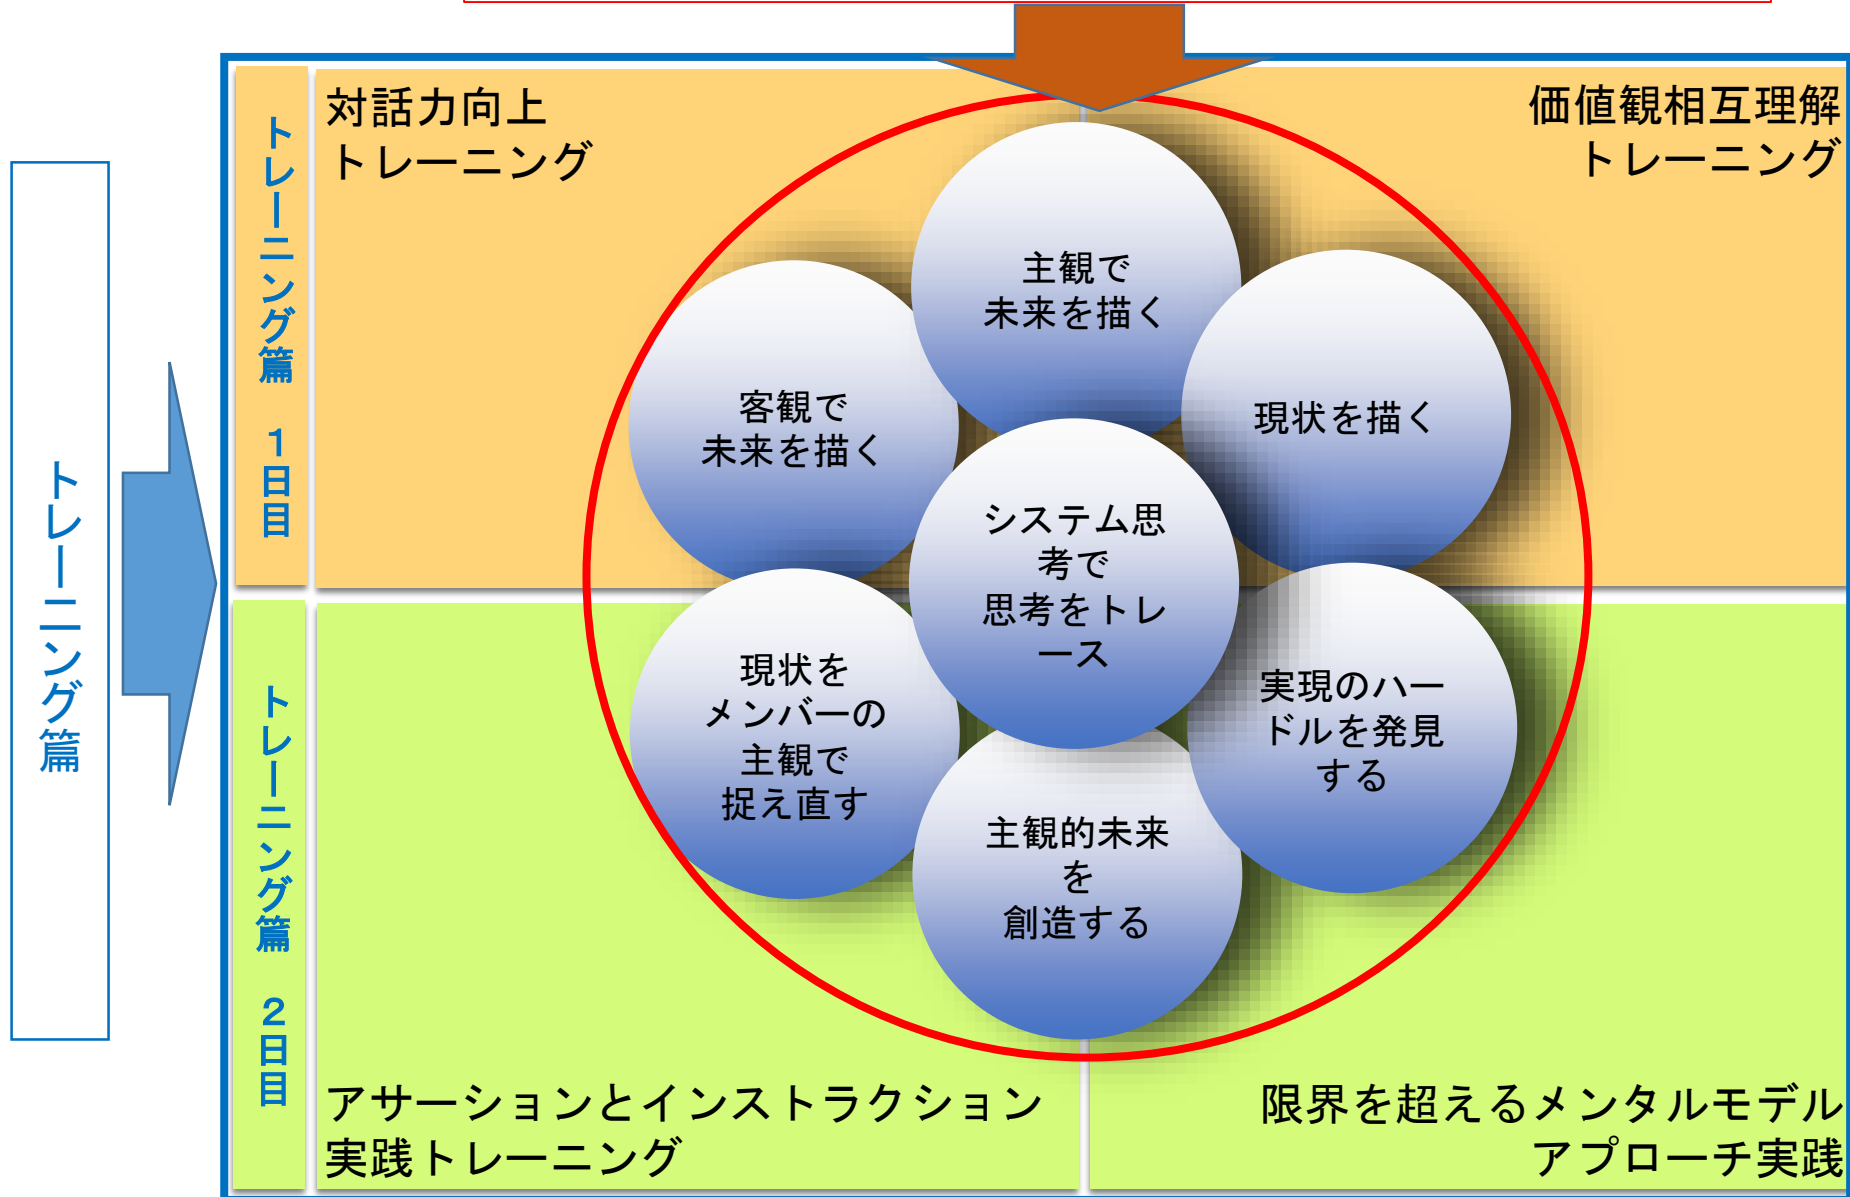 トレーニング篇
トレーニング篇　1日目
対話力向上
トレーニング
価値観相互理解
トレーニング
主観で
未来を描く
客観で
未来を描く
現状を描く
システム思
考で
思考をトレ
ース
現状を
メンバーの
主観で
捉え直す
実現のハー
ドルを発見
する
主観的未来
を
創造する
トレーニング篇　2日目
アサーションとインストラクション
実践トレーニング
限界を超えるメンタルモデル
アプローチ実践